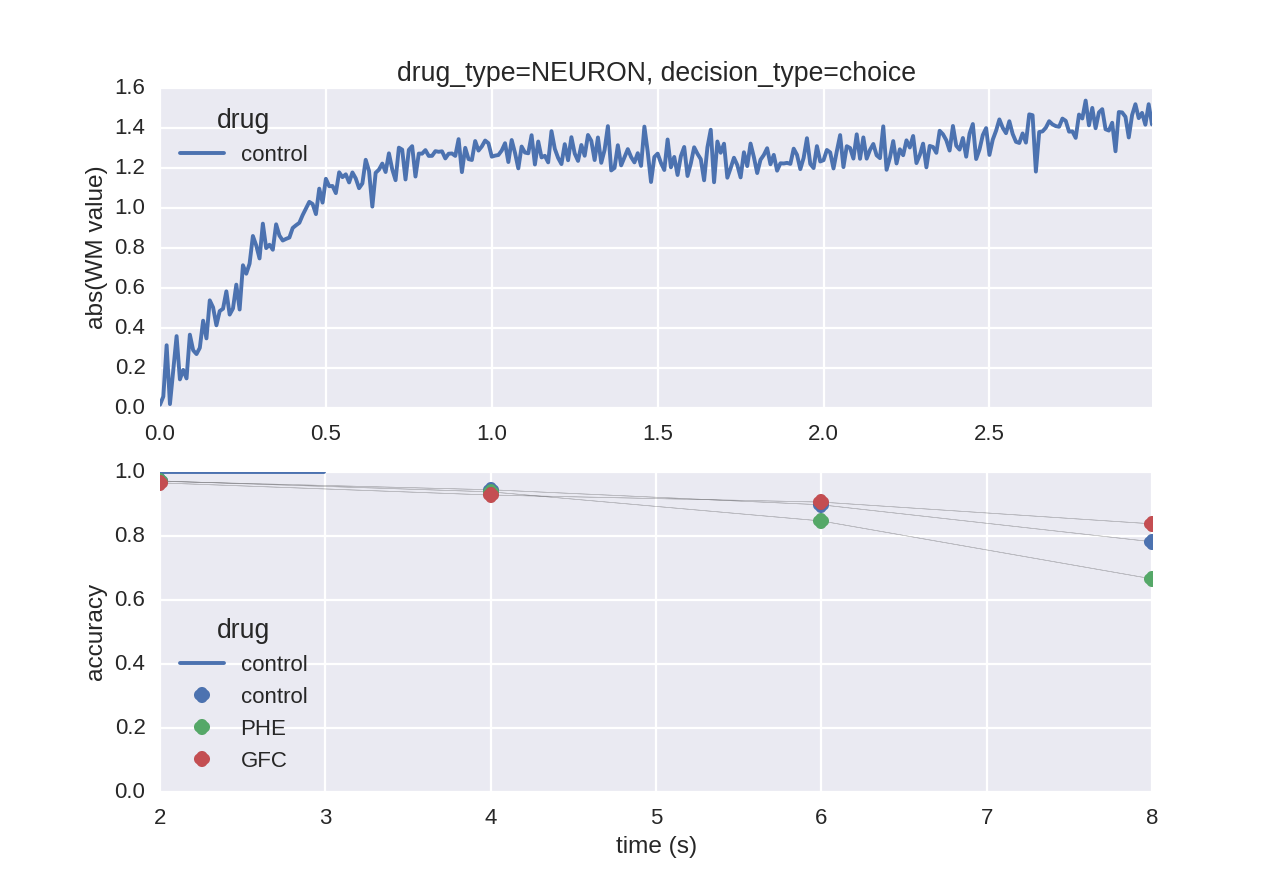 drug_type=NEURON, decision_type=choice
1.6
1.4
1.2
1.0
0.8
0.6
0.4
0.2
0.0
abs(WM value)
drug
control
0.0 0.5 1.0 1.5 2.0 2.5
1.0
0.8
0.6
0.4
0.2
0.0
accuracy
drug
control
control
PHE
GFC
2 3 4 5 6 7 8
time (s)